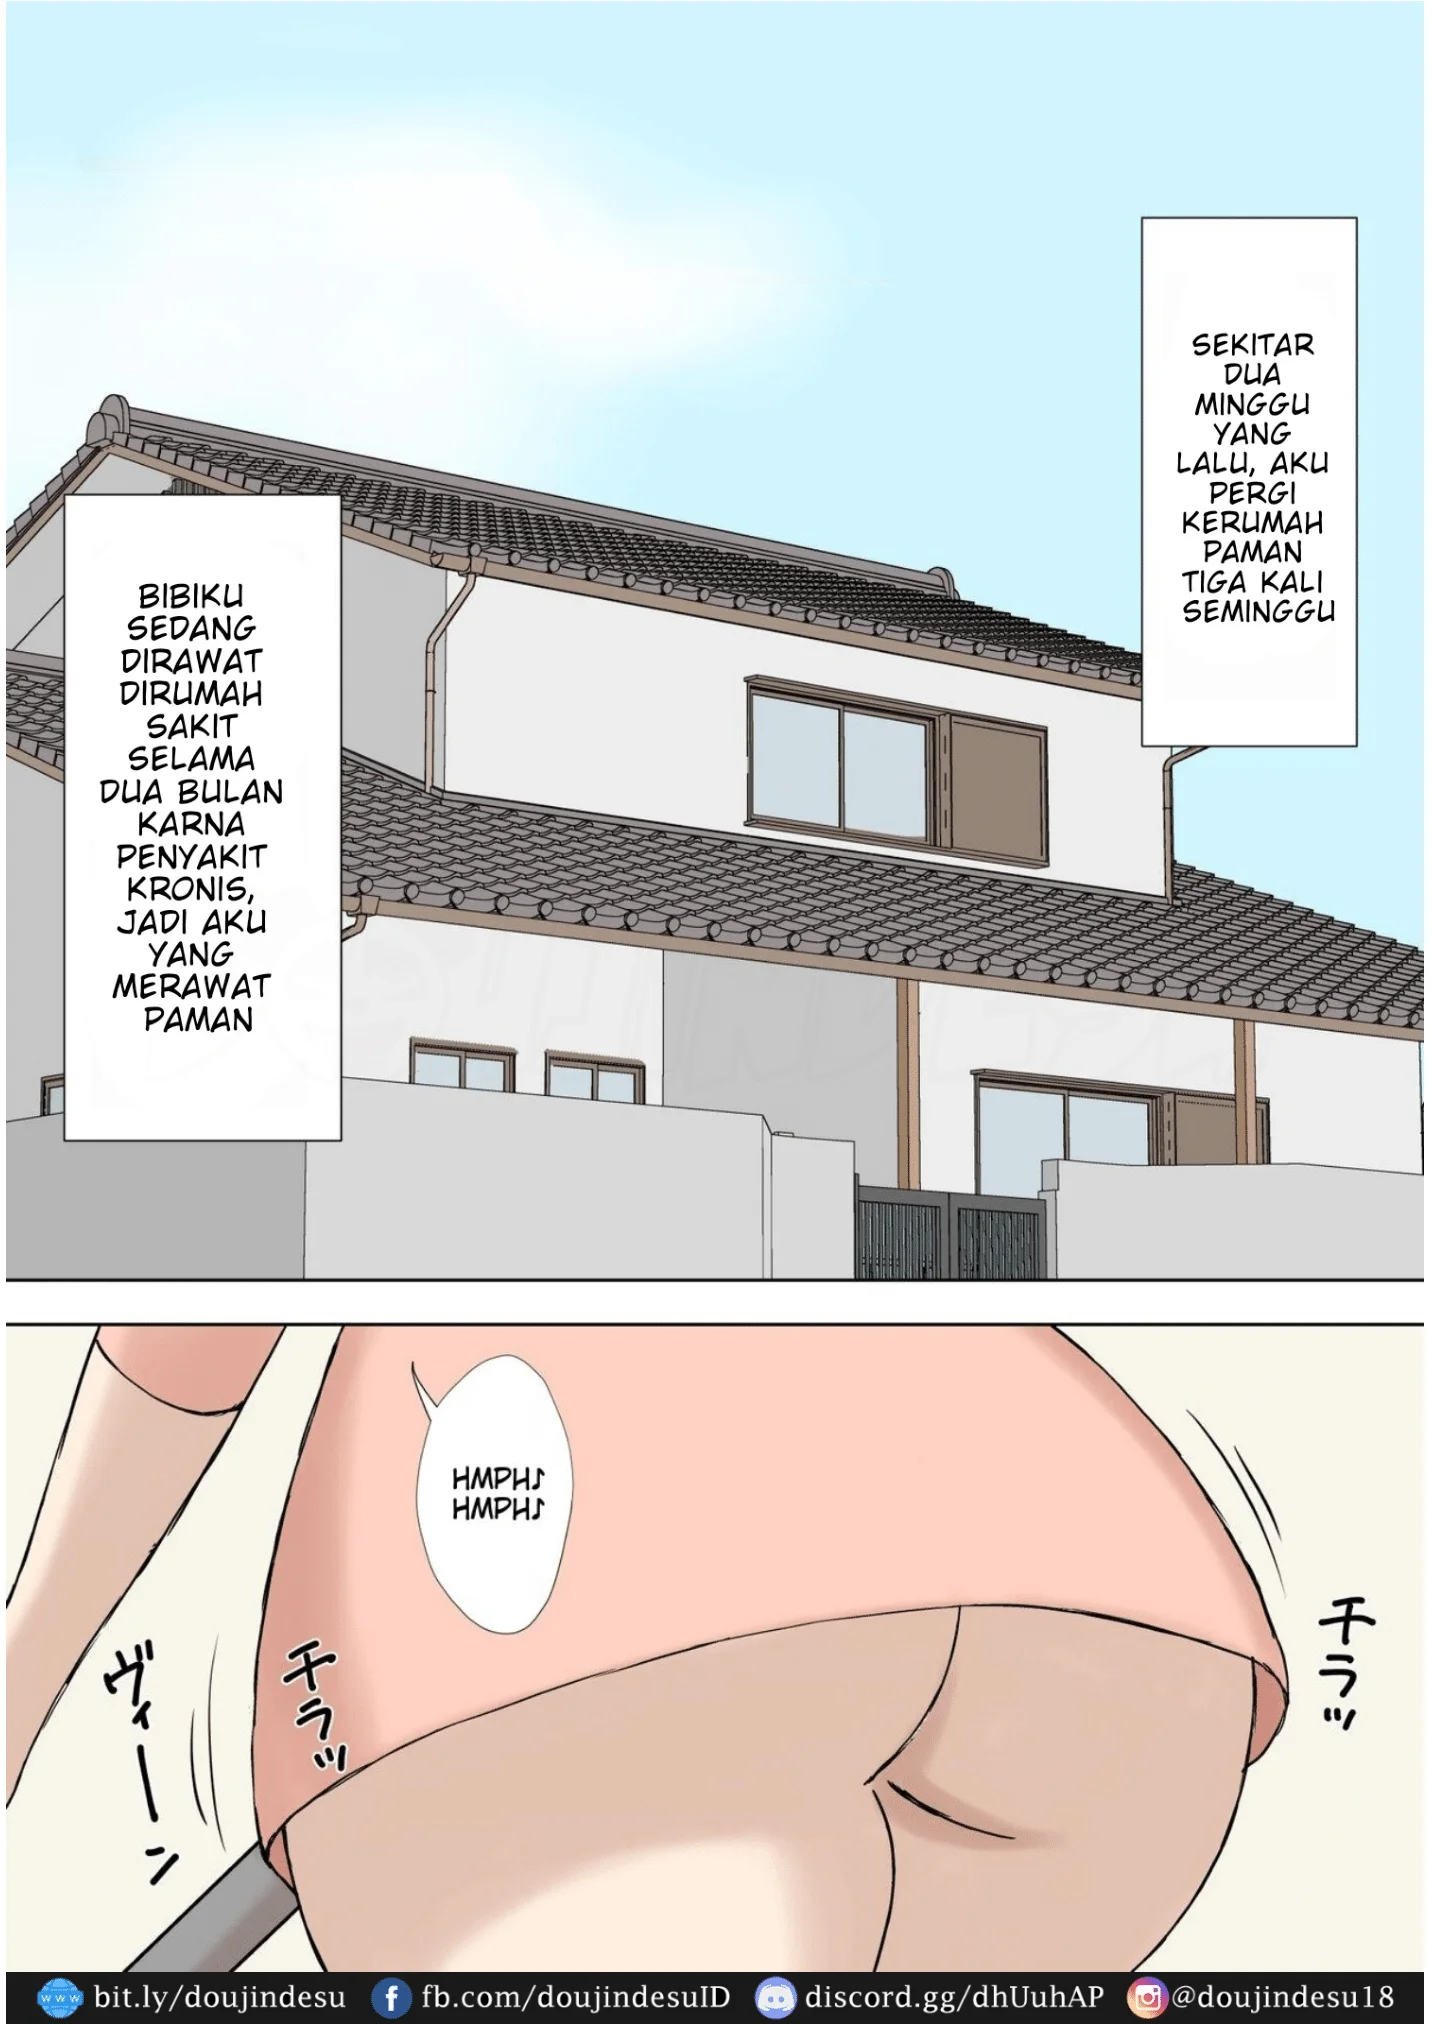 SEKITAR
DUA
MINGGU
YANG
LALU, AKU
PERGI
KERUMAH
PAMAN
TIGA KALI
SEMINGGU
BIBIKU
SEDANG
DIRAWAT
DIRUMAH
SAKIT
SELAMA
DUA BULAN
KARNA
PENYAKIT
KRONIS,
JADI AKU
YANG
MERAWAT
PAMAN
HMPH♪
HMPH♪
チラッ
チラッ
ヴィーン
www bit.ly/doujindesu fb.com/doujindesuID discord.gg/dhUuhAP @doujindesu18